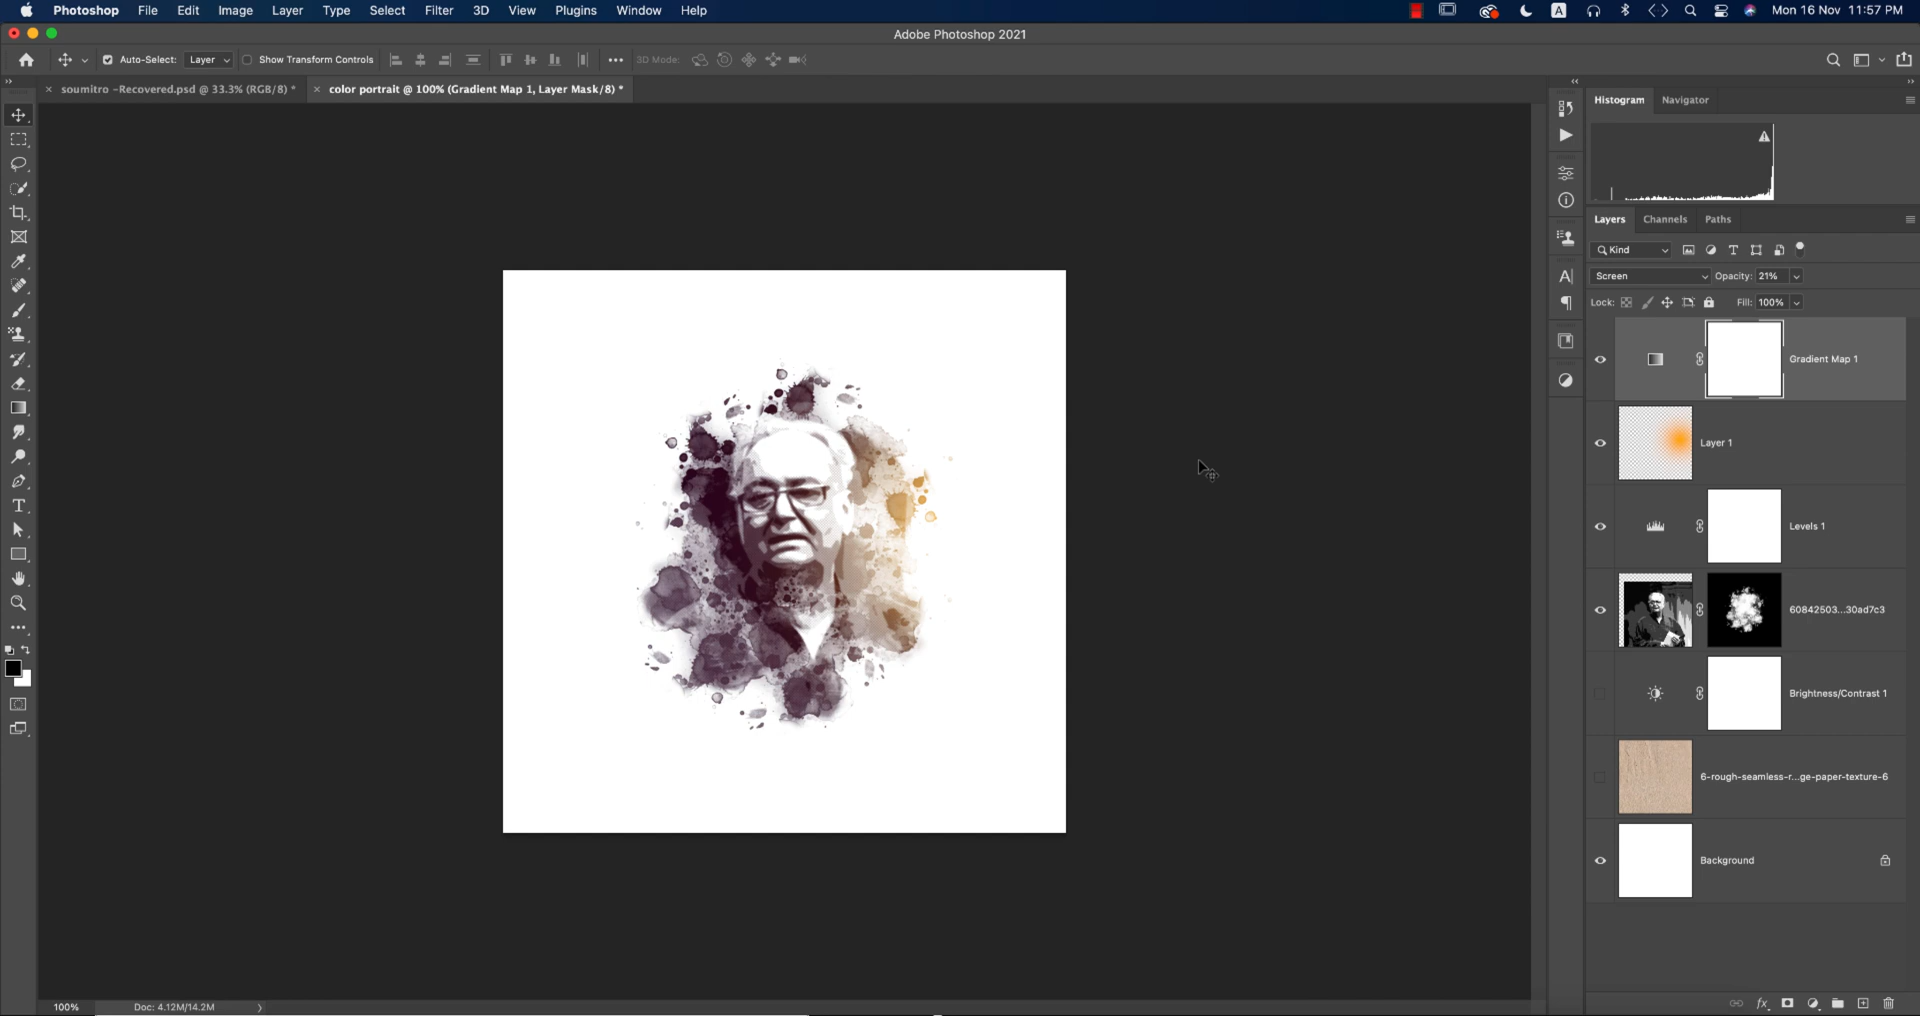 Photoshop File Edit Image Layer Type Select Filter 3D View Plugins Window Help A Mon 16 Nov 11:57 PM
Adobe Photoshop 2021
Auto-Select: Layer Show Transform Controls 3D Mode:
soumitro -Recovered.psd @ 33.3% (RGB/8) * color portrait @ 100% (Gradient Map 1, Layer Mask/8) *
Histogram Navigator
Layers Channels Paths
Kind
Screen Opacity: 21%
Lock: Fill: 100%
Gradient Map 1
Layer 1
Levels 1
60842503...30ad7c3
Brightness/Contrast 1
6-rough-seamless-r...ge-paper-texture-6
Background
100% Doc: 4.12M/14.2M